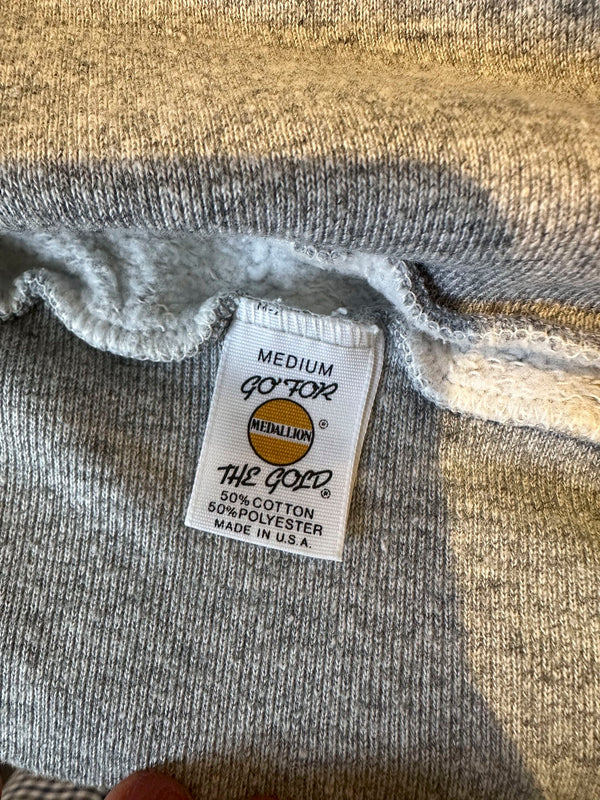 MEDIUM
GO FOR
MEDALLION ®
THE GOLD ®
50% COTTON
50% POLYESTER
MADE IN U.S.A.